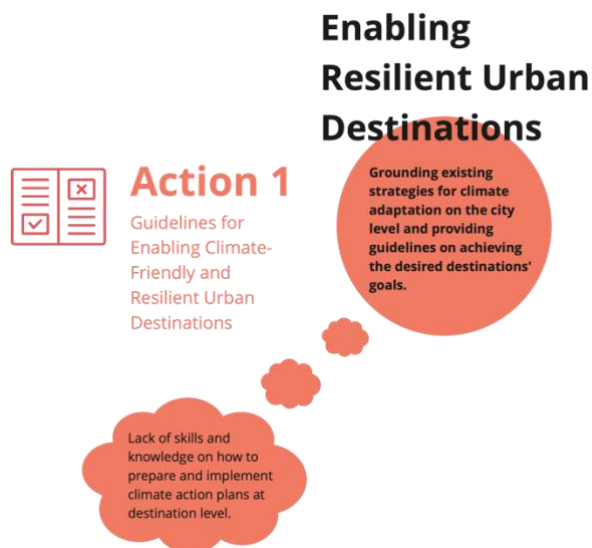 Enabling
Resilient Urban
Destinations
Action 1
Guidelines for
Enabling Climate-
Friendly and
Resilient Urban
Destinations
Grounding existing
strategies for climate
adaptation on the city
level and providing
guidelines on achieving
the desired destinations'
goals.
Lack of skills and
knowledge on how to
prepare and implement
climate action plans at
destination level.